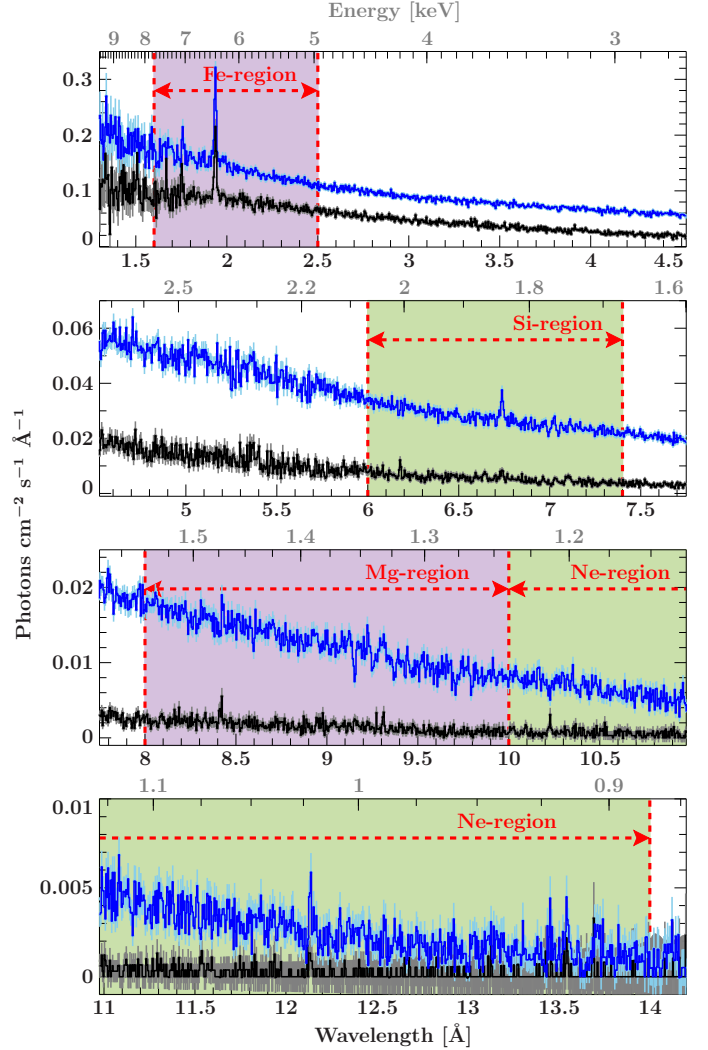 Energy [keV]
9 8 7 6 5 4 3
Fe-region
0.3
0.2
0.1
0
1.5 2 2.5 3 3.5 4 4.5
2.5 2.2 2 1.8 1.6
Si-region
0.06
0.04
0.02
0
5 5.5 6 6.5 7 7.5
Photons cm−2 s−1 Å−1
1.5 1.4 1.3 1.2
Mg-region Ne-region
0.02
0.01
0
8 8.5 9 9.5 10 10.5
1.1 1 0.9
Ne-region
0.01
0.005
0
11 11.5 12 12.5 13 13.5 14
Wavelength [Å]